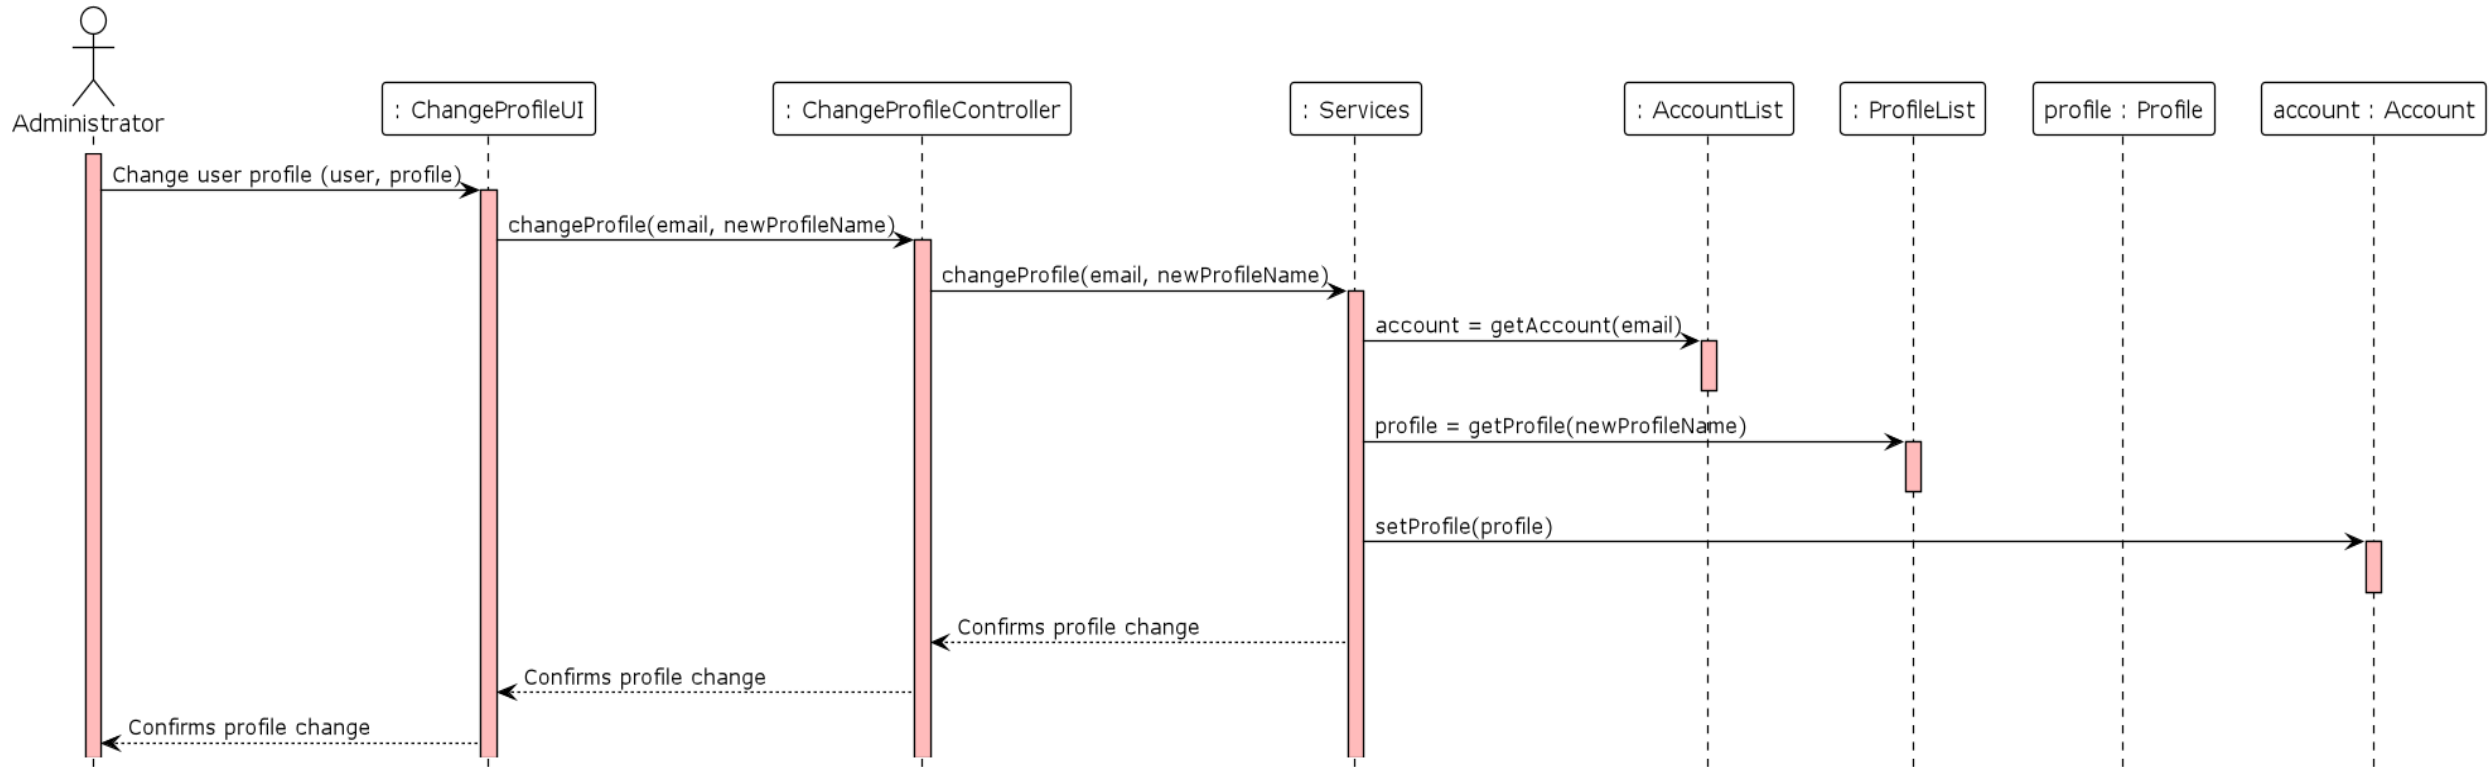 Administrator
: ChangeProfileUI
: ChangeProfileController
: Services
: AccountList
: ProfileList
profile : Profile
account : Account
Change user profile (user, profile)
changeProfile(email, newProfileName)
changeProfile(email, newProfileName)
account = getAccount(email)
profile = getProfile(newProfileName)
setProfile(profile)
Confirms profile change
Confirms profile change
Confirms profile change